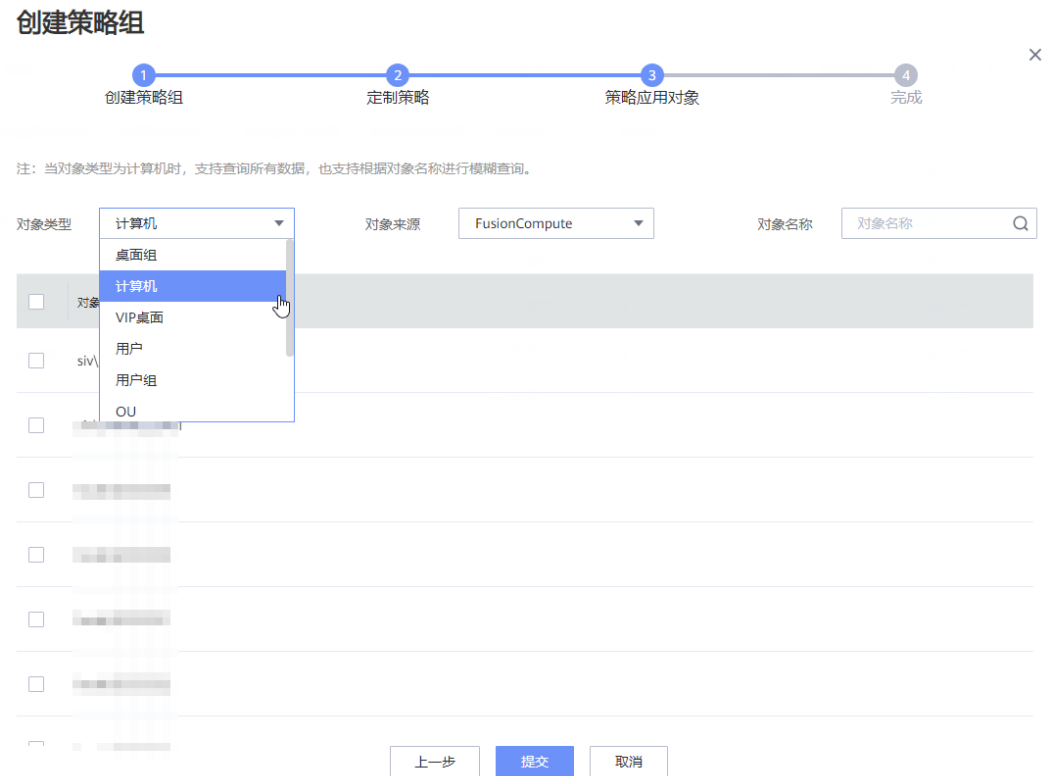 创建策略组
1
2
3
4
创建策略组
定制策略
策略应用对象
完成
注：当对象类型为计算机时，支持查询所有数据，也支持根据对象名称进行模糊查询。
对象类型
计算机
对象来源
FusionCompute
对象名称
对象名称
桌面组
计算机
VIP桌面
用户
用户组
OU
对象
siv\
上一步
提交
取消